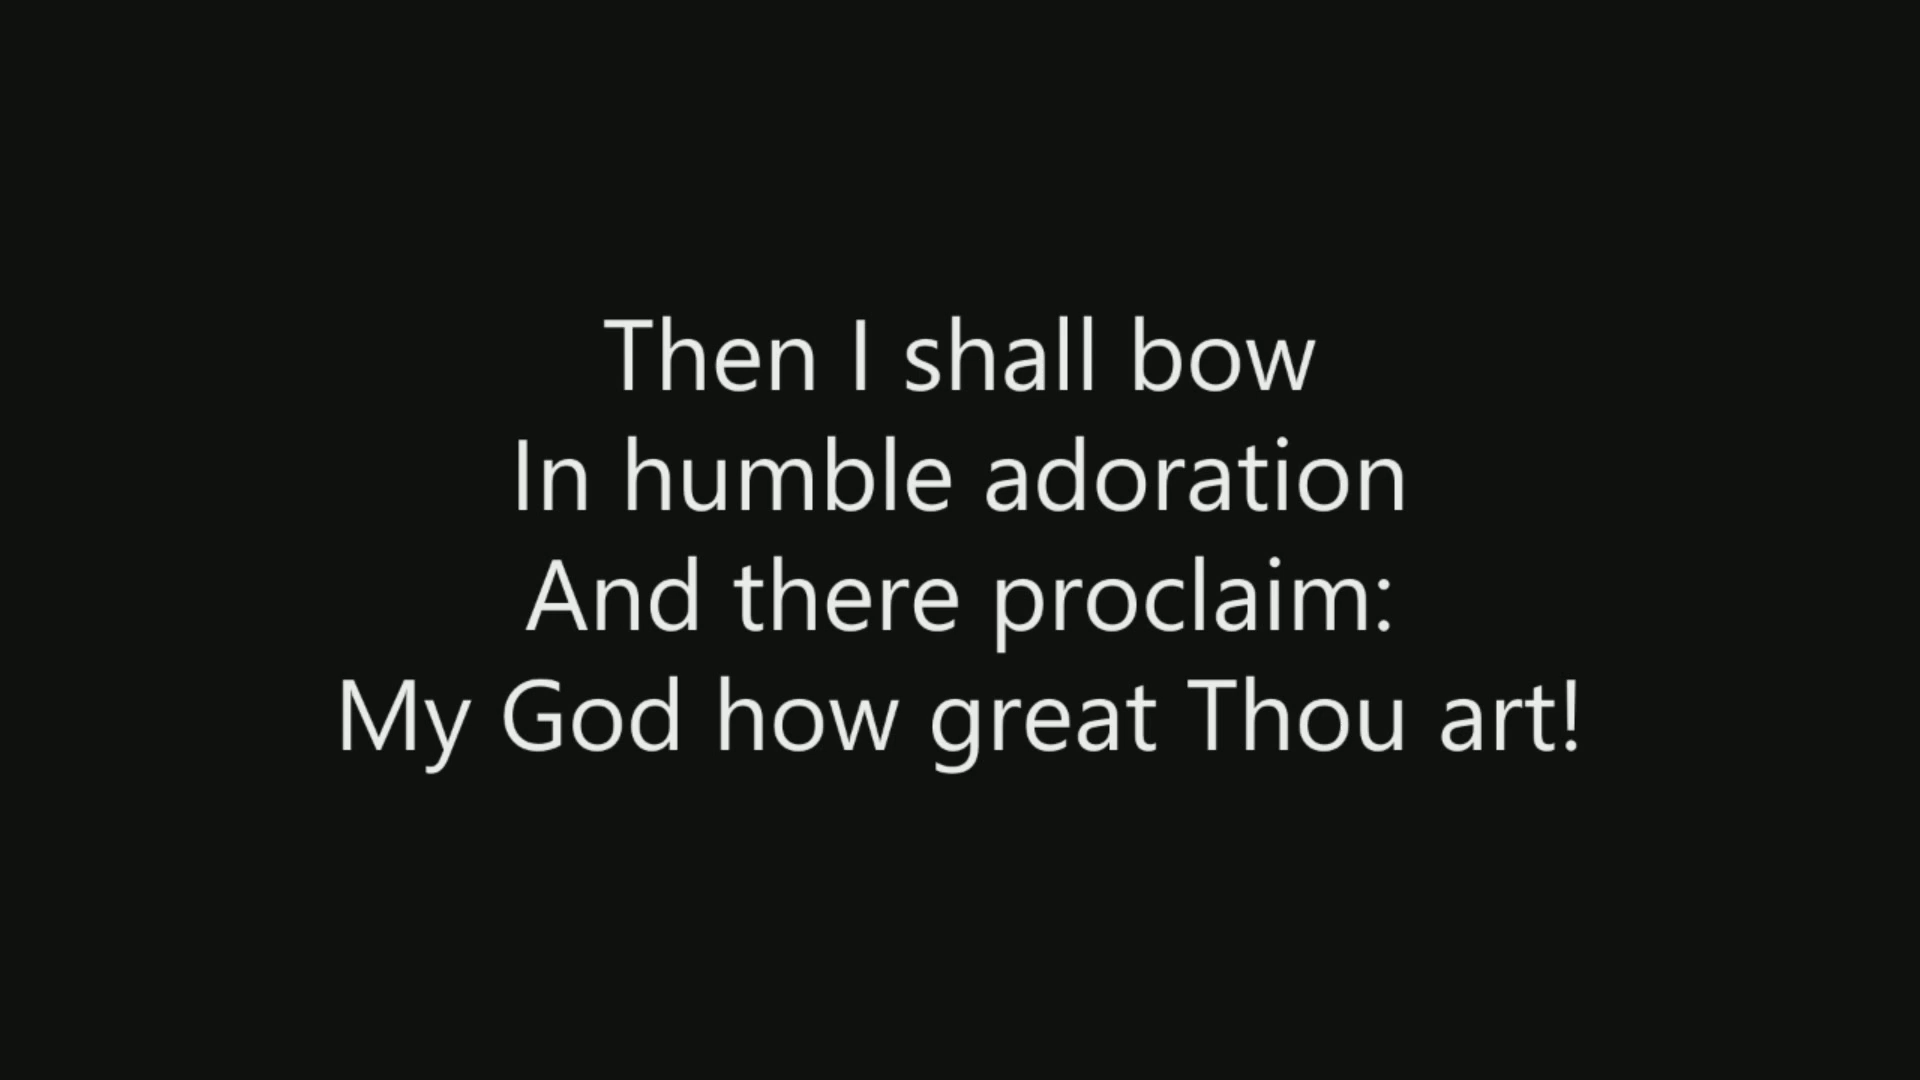 Then I shall bow
In humble adoration
And there proclaim:
My God how great Thou art!